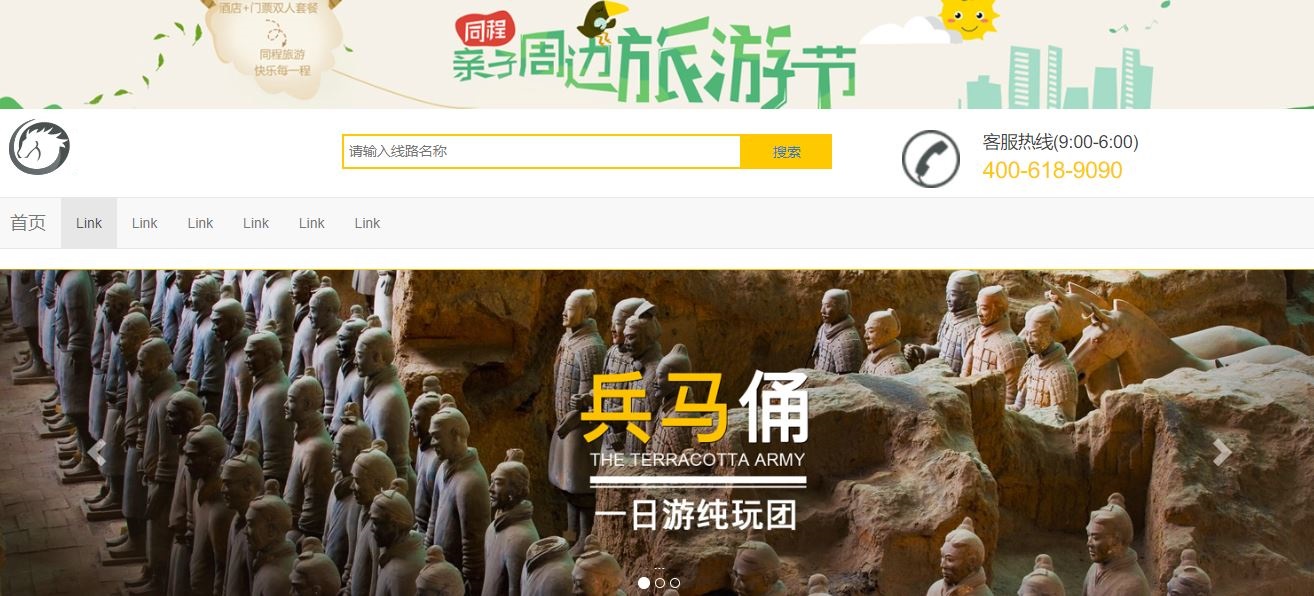 酒店+门票双人套餐
同程旅游
快乐每一程
同程
亲子周边旅游节
请输入线路名称
搜索
客服热线(9:00-6:00)
400-618-9090
首页 Link Link Link Link Link Link
兵马俑
THE TERRACOTTA ARMY
一日游纯玩团
...